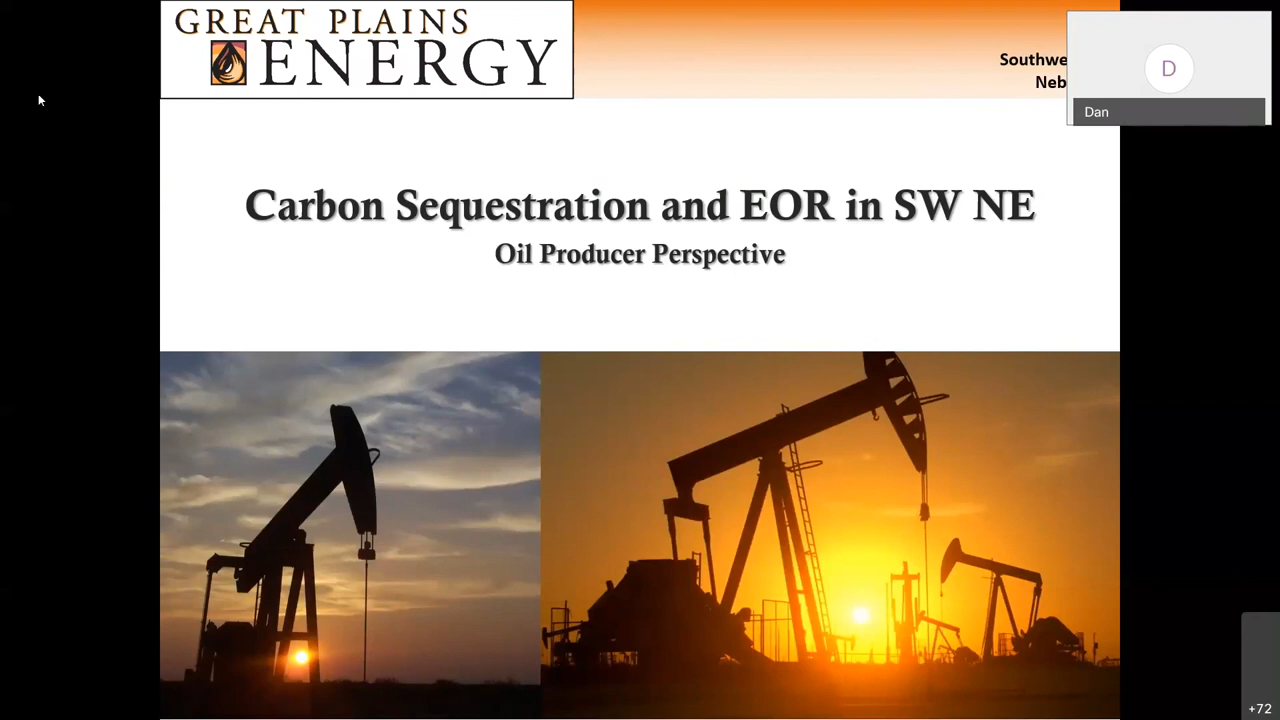 GREAT PLAINS
ENERGY
Southwe
Neb
D
Dan
Carbon Sequestration and EOR in SW NE
Oil Producer Perspective
+72